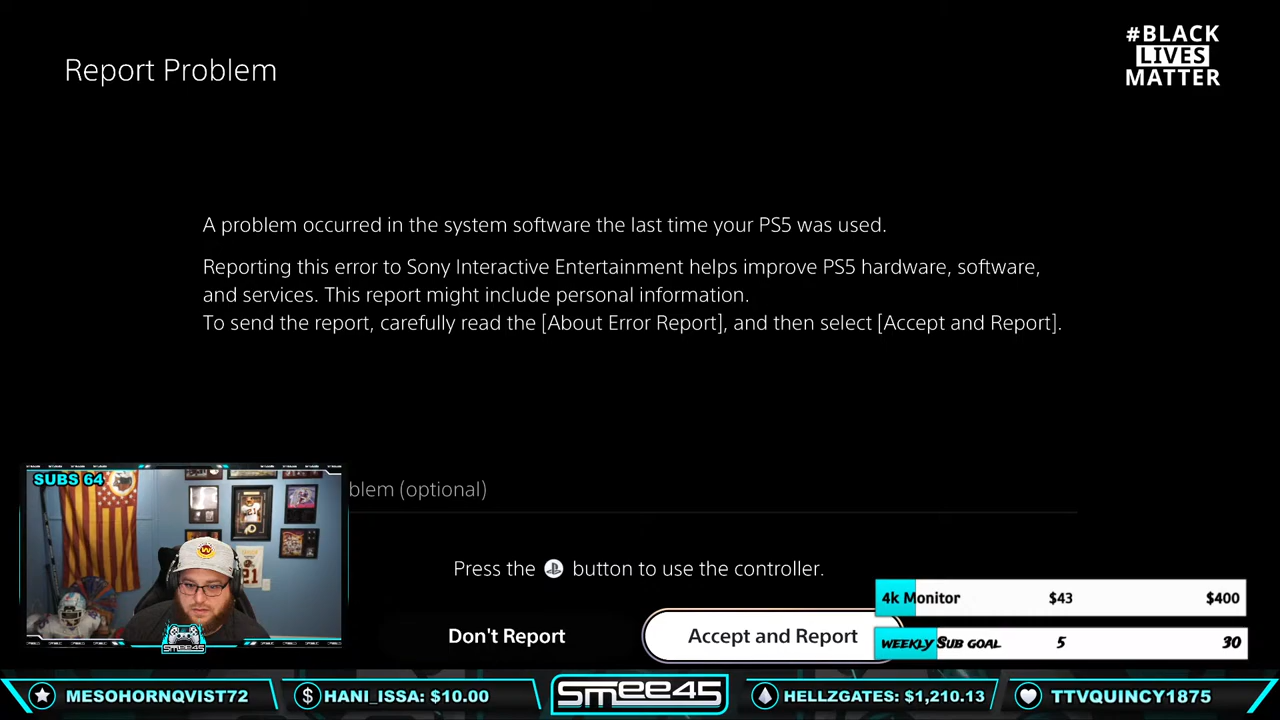 Report Problem
#BLACK
LIVES
MATTER
A problem occurred in the system software the last time your PS5 was used.
Reporting this error to Sony Interactive Entertainment helps improve PS5 hardware, software,
and services. This report might include personal information.
To send the report, carefully read the [About Error Report], and then select [Accept and Report].
SUBS 64
blem (optional)
21
Press the button to use the controller.
4k Monitor $43 $400
Don't Report
Accept and Report
WEEKLY SUB GOAL 5 30
SMEE45
MESOHORNQVIST72
HANI_ISSA: $10.00
SMEE45
HELLZGATES: $1,210.13
TTVQUINCY1875